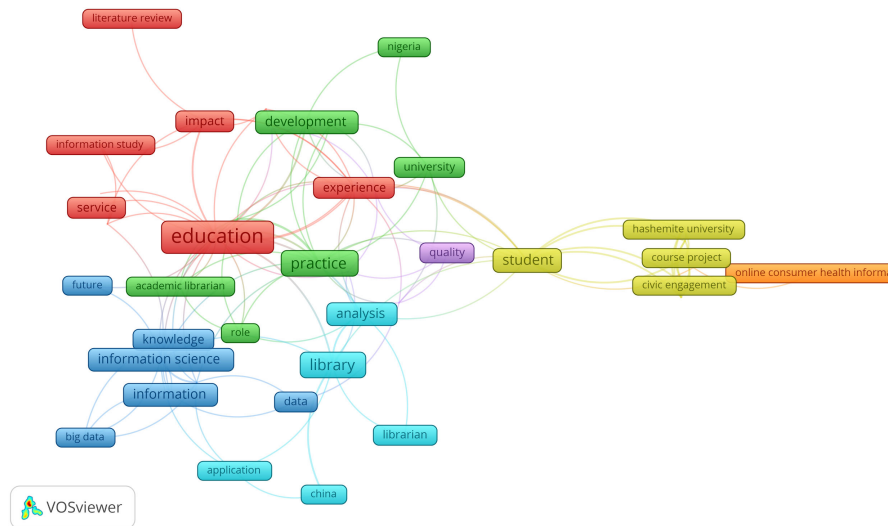 literature review
nigeria
impact
development
information study
university
experience
service
education
hashemite university
quality
student
course project
practice
online consumer health informa
future
academic librarian
civic engagement
analysis
role
knowledge
information science
library
information
data
big data
librarian
application
china
VOSviewer